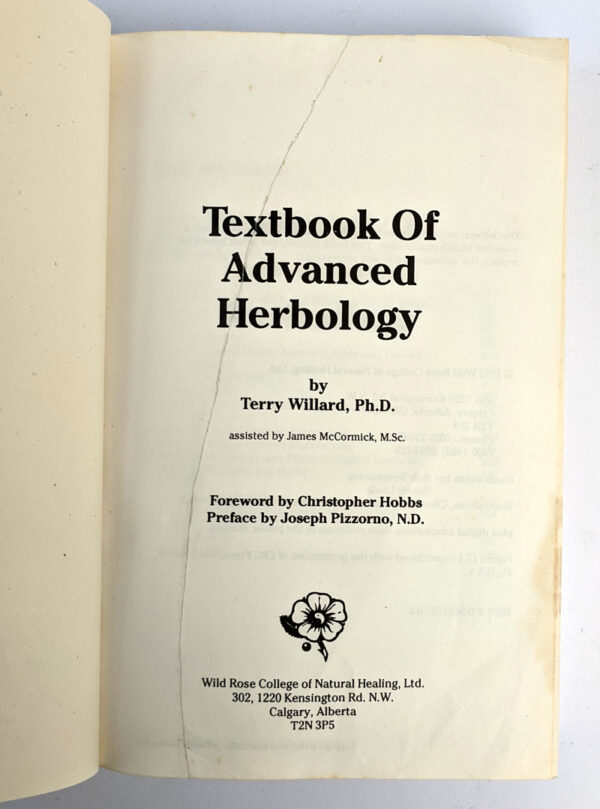 Textbook Of
Advanced
Herbology
by
Terry Willard, Ph.D.
assisted by James McCormick, M.Sc.
Foreword by Christopher Hobbs
Preface by Joseph Pizzorno, N.D.
Wild Rose College of Natural Healing, Ltd.
302, 1220 Kensington Rd. N.W.
Calgary, Alberta
T2N 3P5